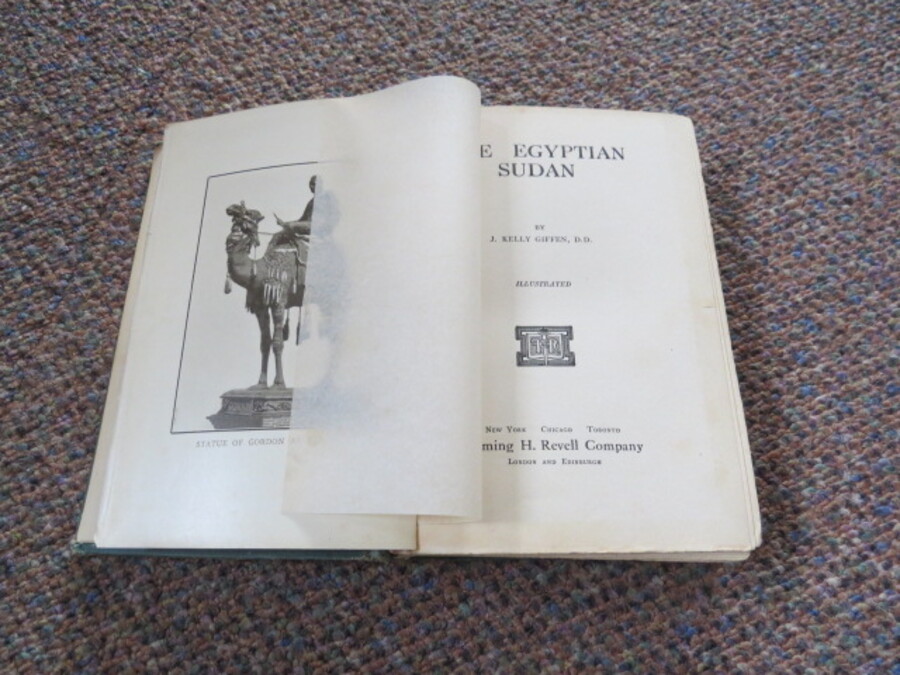 STATUE OF GORDON
E EGYPTIAN
SUDAN
BY
J. KELLY GIFFEN, D.D.
ILLUSTRATED
NEW YORK CHICAGO TORONTO
ming H. Revell Company
LONDON AND EDINBURGH